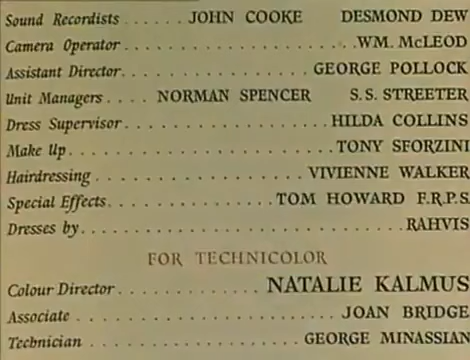 Sound Recordists . . . . . . JOHN COOKE DESMOND DEW
Camera Operator . . . . . . . . . . . . . . . . . . . . WM. McLEOD
Assistant Director. . . . . . . . . . . . . . . . . GEORGE POLLOCK
Unit Managers . . . . NORMAN SPENCER S. S. STREETER
Dress Supervisor . . . . . . . . . . . . . . . . . . HILDA COLLINS
Make Up . . . . . . . . . . . . . . . . . . . . . . . TONY SFORZINI
Hairdressing . . . . . . . . . . . . . . . . . . VIVIENNE WALKER
Special Effects. . . . . . . . . . . . . . TOM HOWARD F.R.P.S.
Dresses by. . . . . . . . . . . . . . . . . . . . . . . . . . . RAHVIS
FOR TECHNICOLOR
Colour Director . . . . . . . . . . . . NATALIE KALMUS
Associate . . . . . . . . . . . . . . . . . . . . . . JOAN BRIDGE
Technician . . . . . . . . . . . . . . . . . . GEORGE MINASSIAN